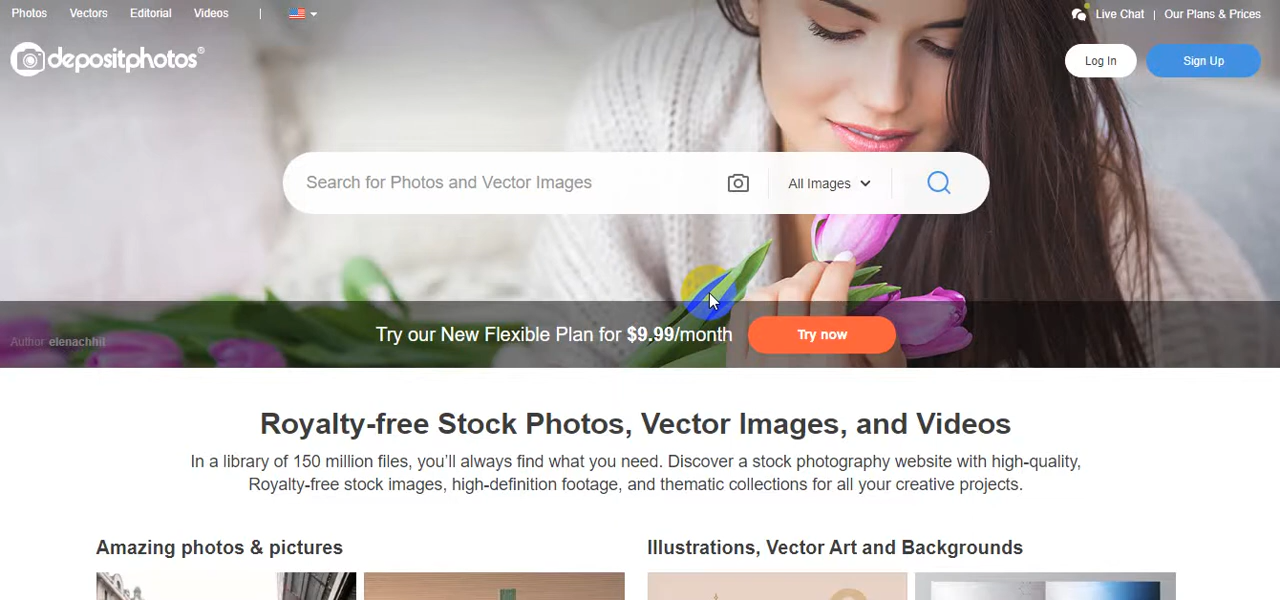 Photos Vectors Editorial Videos | Live Chat | Our Plans & Prices
depositphotos®
Log In Sign Up
Search for Photos and Vector Images All Images
Try our New Flexible Plan for $9.99/month Try now
Author elenachhil
Royalty-free Stock Photos, Vector Images, and Videos
In a library of 150 million files, you’ll always find what you need. Discover a stock photography website with high-quality,
Royalty-free stock images, high-definition footage, and thematic collections for all your creative projects.
Amazing photos & pictures Illustrations, Vector Art and Backgrounds